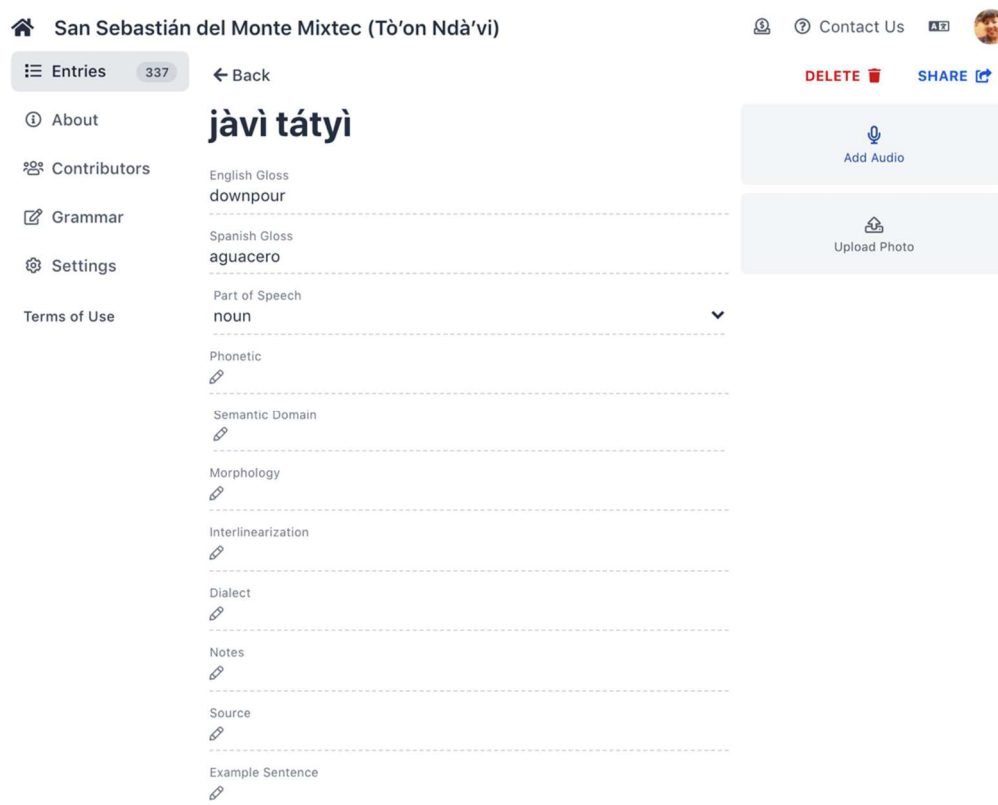 San Sebastián del Monte Mixtec (Tò'on Ndà'vi)
Contact Us
Entries 337
About
Contributors
Grammar
Settings
Terms of Use
Back
DELETE
SHARE
jàvì tátyì
English Gloss
downpour
Spanish Gloss
aguacero
Part of Speech
noun
Phonetic
Semantic Domain
Morphology
Interlinearization
Dialect
Notes
Source
Example Sentence
Add Audio
Upload Photo